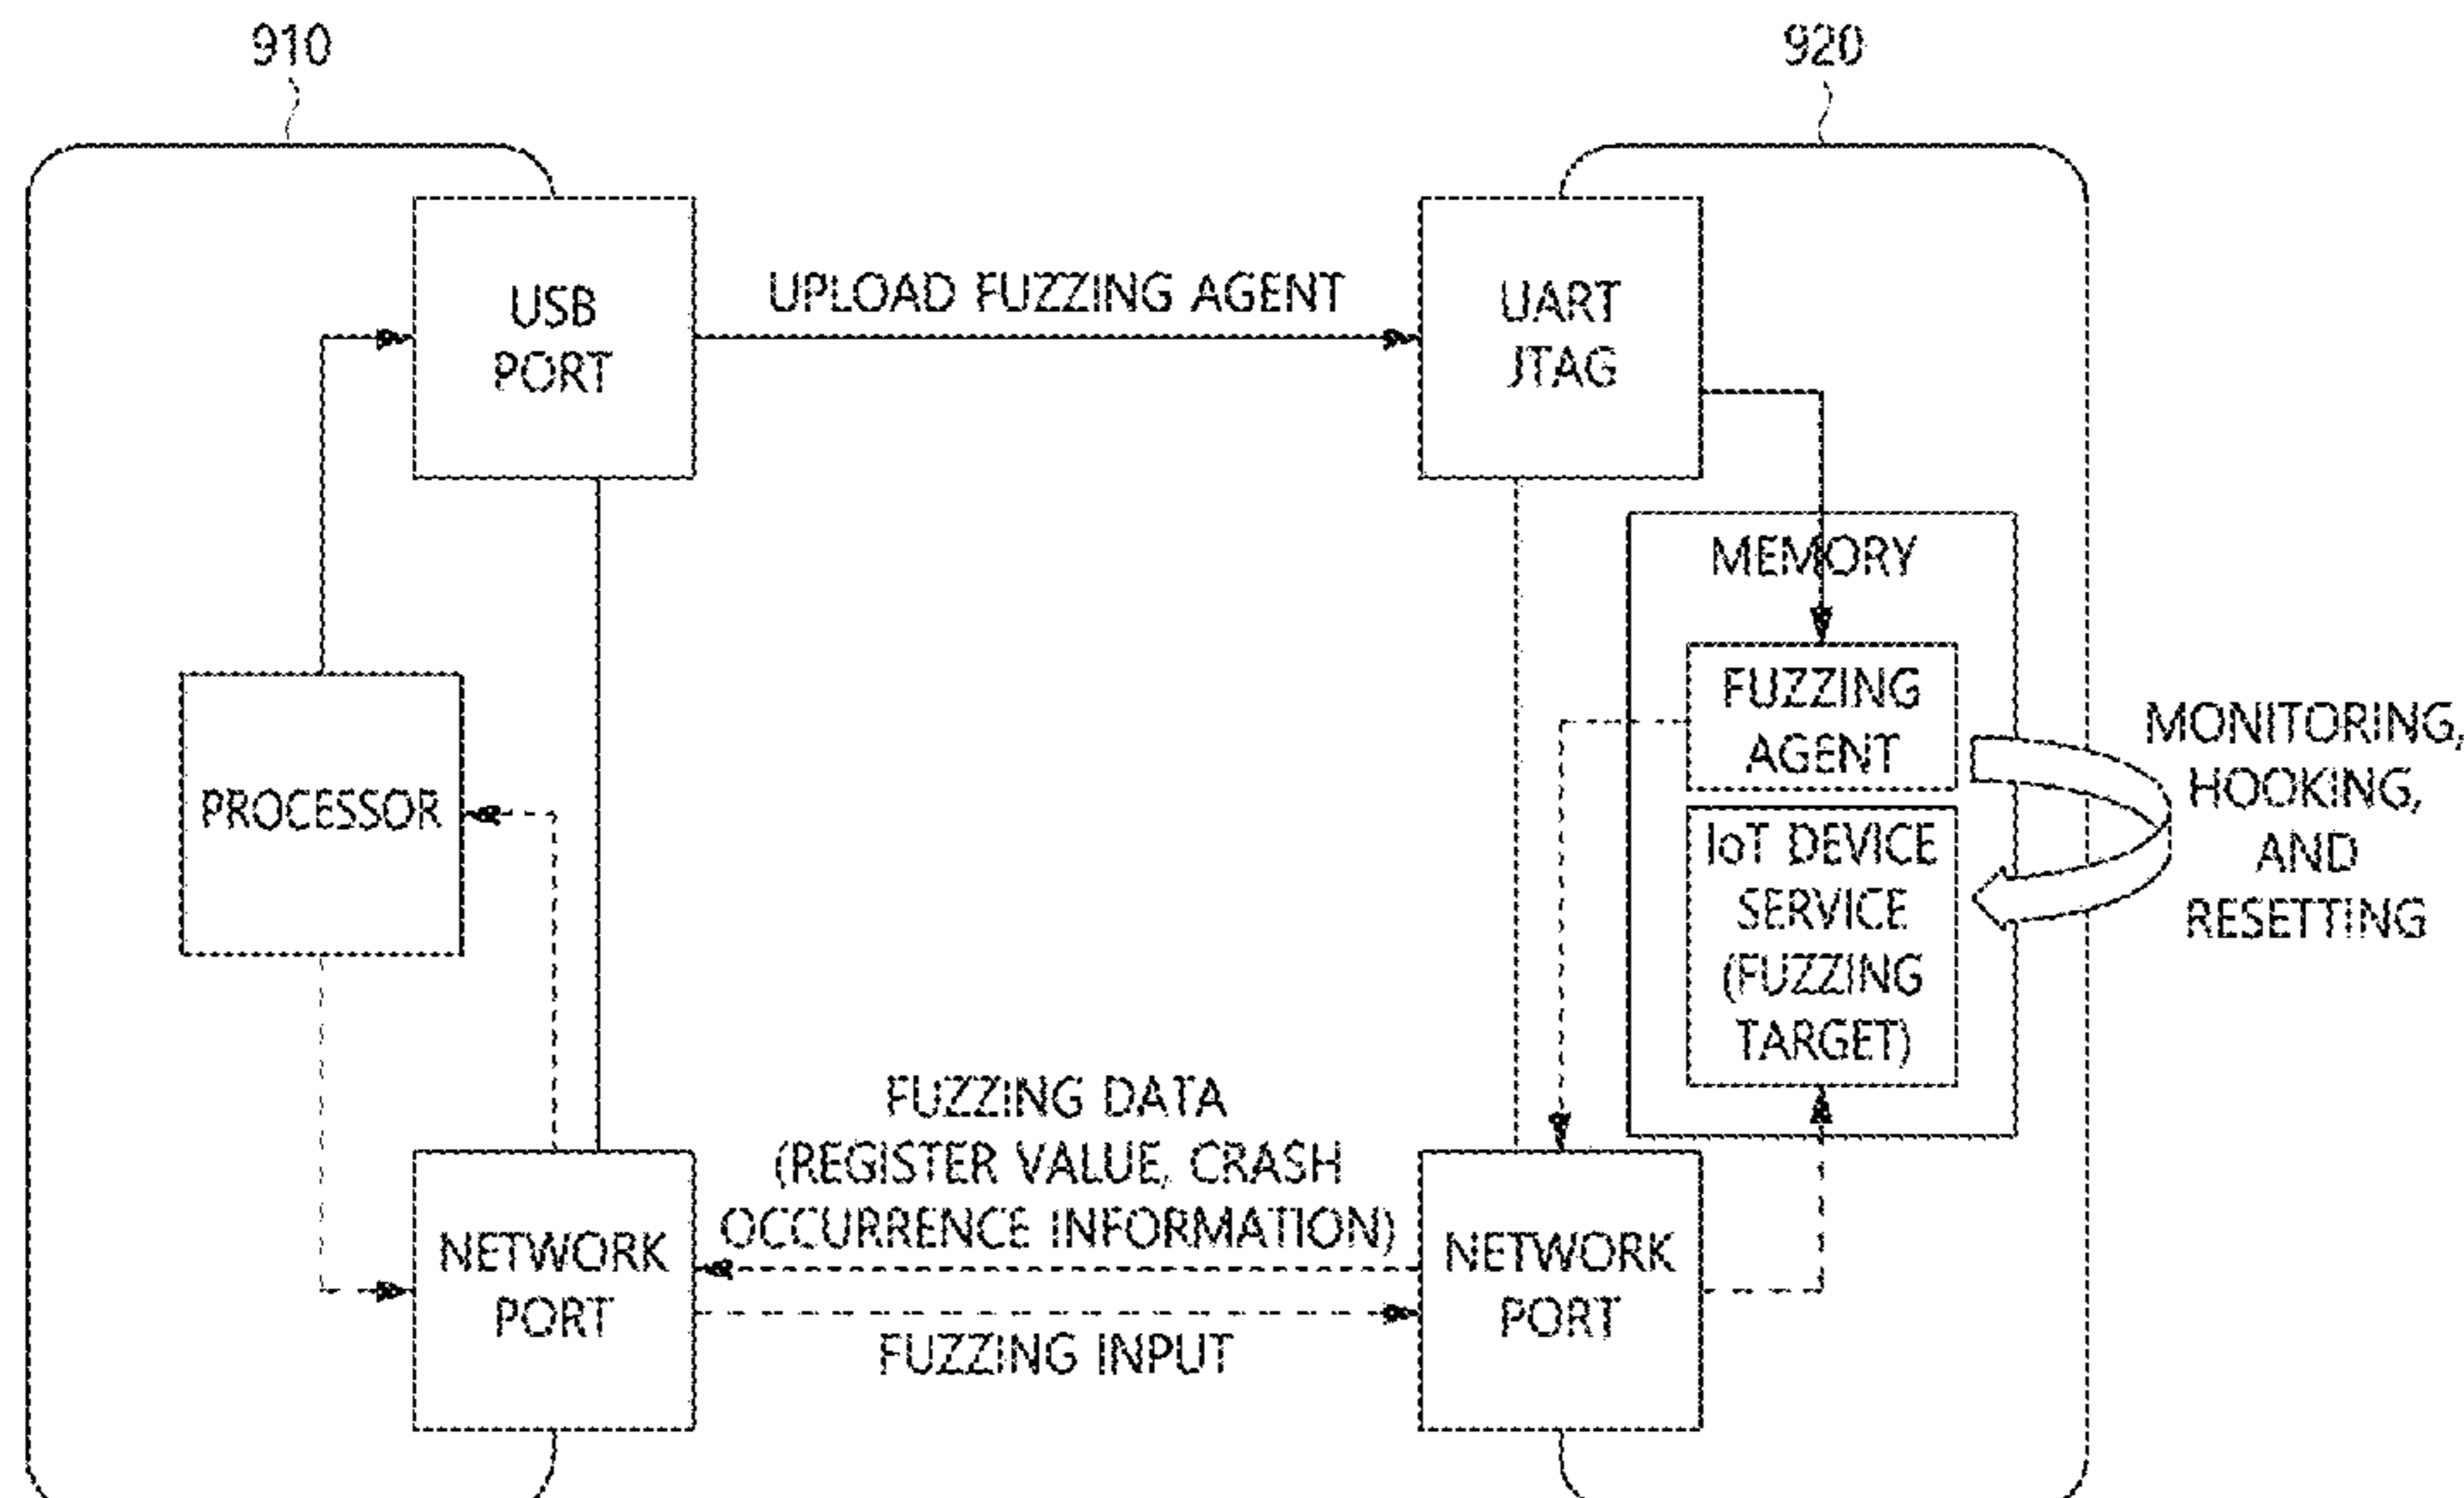 910
920
USB
PORT
UPLOAD FUZZING AGENT
UART
JTAG
MEMORY
FUZZING
AGENT
MONITORING,
HOOKING,
AND
RESETTING
PROCESSOR
IoT DEVICE
SERVICE
(FUZZING
TARGET)
FUZZING DATA
(REGISTER VALUE, CRASH
OCCURRENCE INFORMATION)
NETWORK
PORT
FUZZING INPUT
NETWORK
PORT